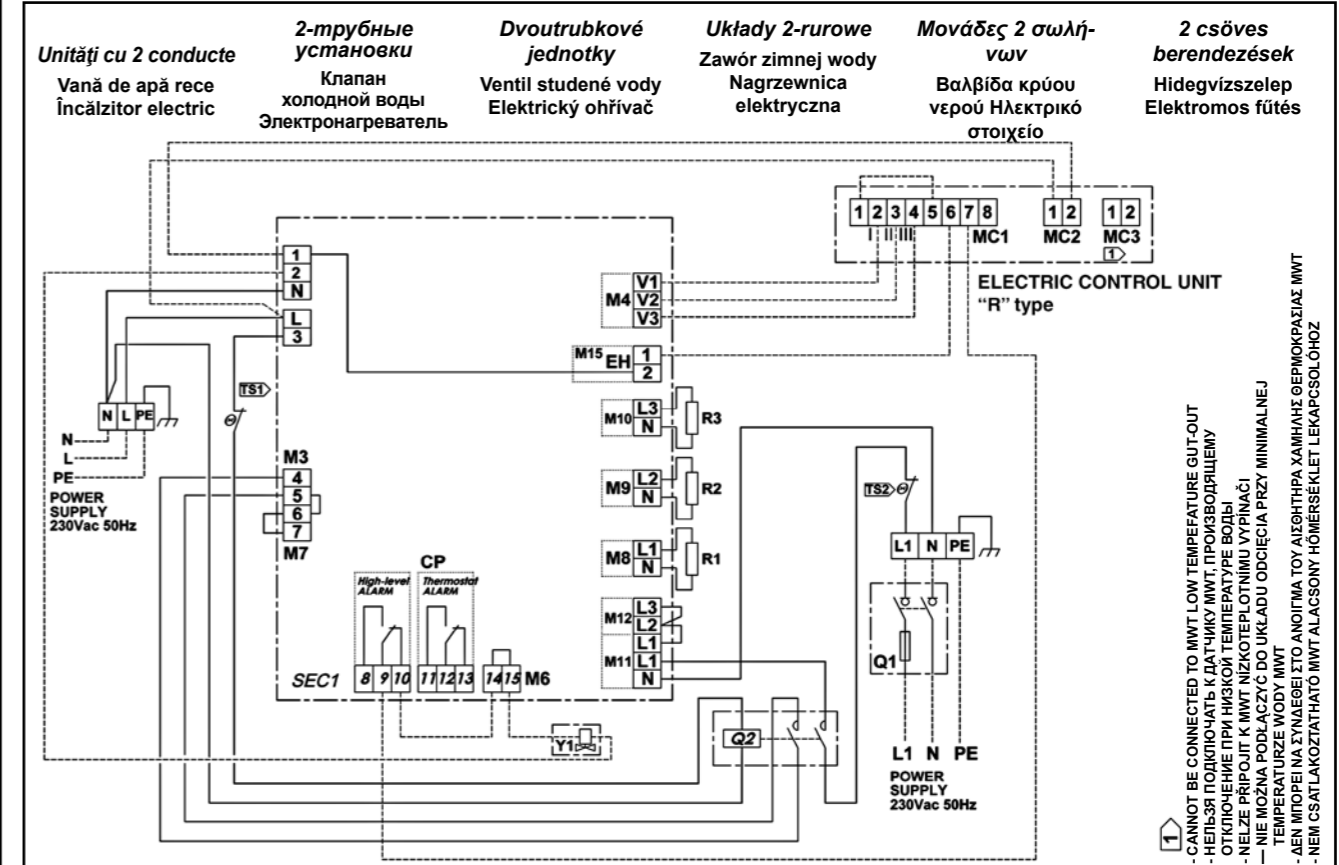 Unităţi cu 2 conducte
Vană de apă rece
Încălzitor electric
2-трубные
установки
Клапан
холодной воды
Электронагреватель
Dvoutrubkové
jednotky
Ventil studené vody
Elektrický ohřívač
Układy 2-rurowe
Zawór zimnej wody
Nagrzewnica
elektryczna
Μονάδες 2 σωλή-
νων
Βαλβίδα κρύου
νερού Ηλεκτρικό
στοιχείο
2 csöves
berendezések
Hidegvízszelep
Elektromos fűtés
1 2 3 4 5 6 7 8
I II III
MC1
1 2
MC2
1 2
MC3
1
ELECTRIC CONTROL UNIT
“R” type
1
2
N
L
3
TS1
N L PE
N
L
PE
POWER
SUPPLY
230Vac 50Hz
M3
4
5
6
7
M7
M4
V1
V2
V3
M15 EH
1
2
M10
L3
N
R3
M9
L2
N
R2
M8
L1
N
R1
M12
L3
L2
L1
M11
L1
N
CP
High-level
ALARM
Thermostat
ALARM
SEC1
8 9 10
11 12 13
14 15 M6
Y1
Q2
TS2
L1 N PE
Q1
L1 N PE
POWER
SUPPLY
230Vac 50Hz
1
- CANNOT BE CONNECTED TO MWT LOW TEMPEFATURE GUT-OUT
- НЕЛЬЗЯ ПОДКЛЮЧАТЬ К ДАТЧИКУ MWT, ПРОИЗВОДЯЩЕМУ
ОТКЛЮЧЕНИЕ ПРИ НИЗКОЙ ТЕМПЕРАТУРЕ ВОДЫ
- NELZE PŘIPOJIT K MWT NÍZKOTEPLOTNÍMU VYPÍNAČI
— NIE MOŻNA PODŁĄCZYĆ DO UKŁADU ODCIĘCIA PRZY MINIMALNEJ
TEMPERATURZE WODY MWT
- ΔΕΝ ΜΠΟΡΕΙ ΝΑ ΣΥΝΔΕΘΕΙ ΣΤΟ ΑΝΟΙΓΜΑ ΤΟΥ ΑΙΣΘΗΤΗΡΑ ΧΑΜΗΛΗΣ ΘΕΡΜΟΚΡΑΣΙΑΣ MWT
- NEM CSATLAKOZTATHATÓ MWT ALACSONY HŐMÉRSÉKLET LEKAPCSOLÓHOZ